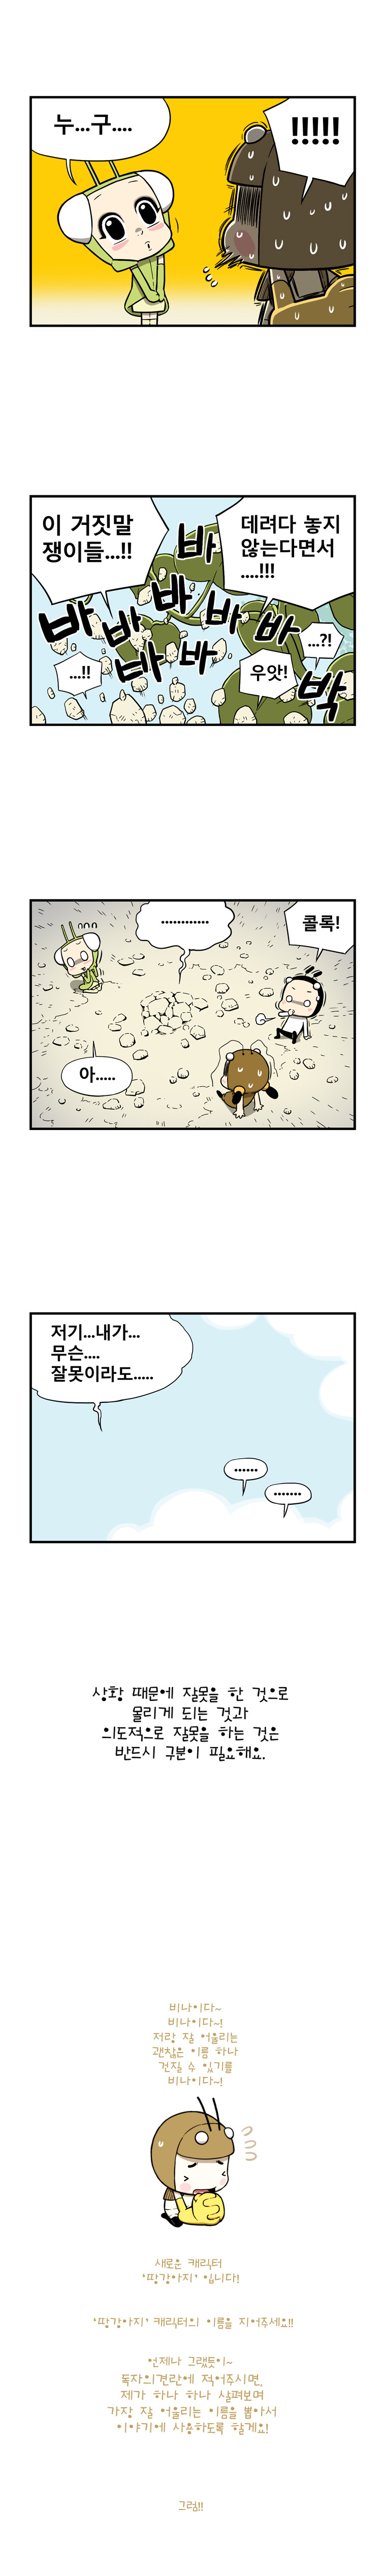 누...구....
!!!!!
이 거짓말
쟁이들...!!
데려다 놓지
않는다면서
....!!!
바
바
바
바
바
바
바
바
...?!
...!!
우앗!
박
............
콜록!
아.....
저기...내가...
무슨....
잘못이라도.....
......
.......
상황 때문에 잘못을 한 것으로
몰리게 되는 것과
의도적으로 잘못을 하는 것은
반드시 구분이 필요해요.
비나이다~
비나이다~!
저랑 잘 어울리는
괜찮은 이름 하나
건질 수 있기를
비나이다~!
새로운 캐릭터
'땅강아지' 입니다!
'땅강아지' 캐릭터의 이름을 지어주세요!!
언제나 그랬듯이~
독자의견란에 적어주시면,
제가 하나 하나 살펴보며
가장 잘 어울리는 이름을 뽑아서
이야기에 사용하도록 할게요!
그럼!!